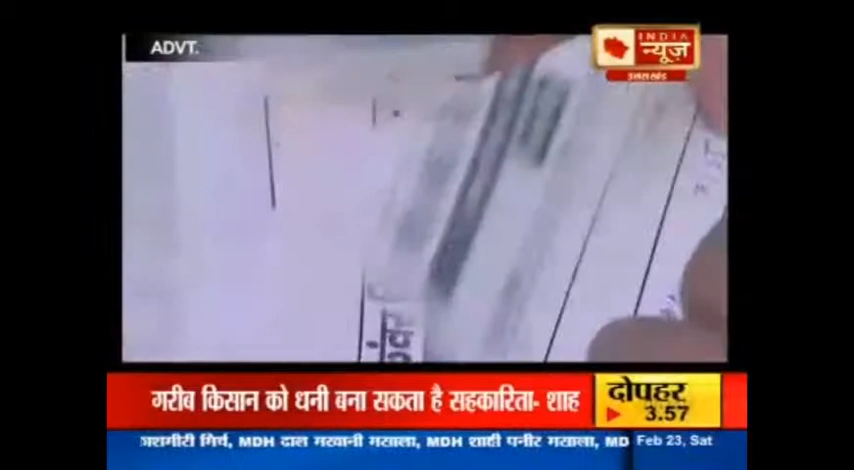 ADVT.
INDIA
न्यूज़
उत्तराखंड
गरीब किसान को धनी बना सकता है सहकारिता- शाह
दोपहर
3.57
मिर्च, MDH दाल मखानी मसाला, MDH शाही पनीर मसाला, MD
Feb 23, Sat